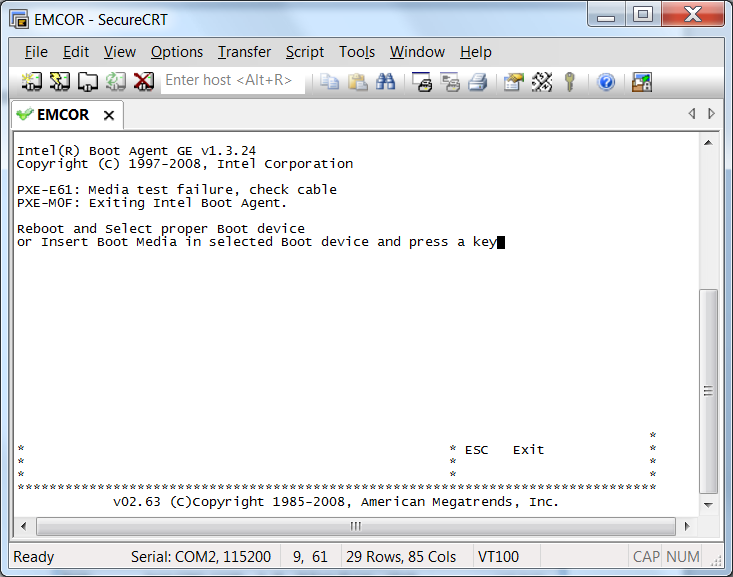 EMCOR - SecureCRT
File Edit View Options Transfer Script Tools Window Help
Enter host <Alt+R>
EMCOR
Intel(R) Boot Agent GE v1.3.24
Copyright (C) 1997-2008, Intel Corporation
PXE-E61: Media test failure, check cable
PXE-M0F: Exiting Intel Boot Agent.
Reboot and Select proper Boot device
or Insert Boot Media in selected Boot device and press a key
*
* * ESC Exit *
* * *
* * *
********************************************************************************
v02.63 (C)Copyright 1985-2008, American Megatrends, Inc.
Ready Serial: COM2, 115200 9, 61 29 Rows, 85 Cols VT100 CAP NUM